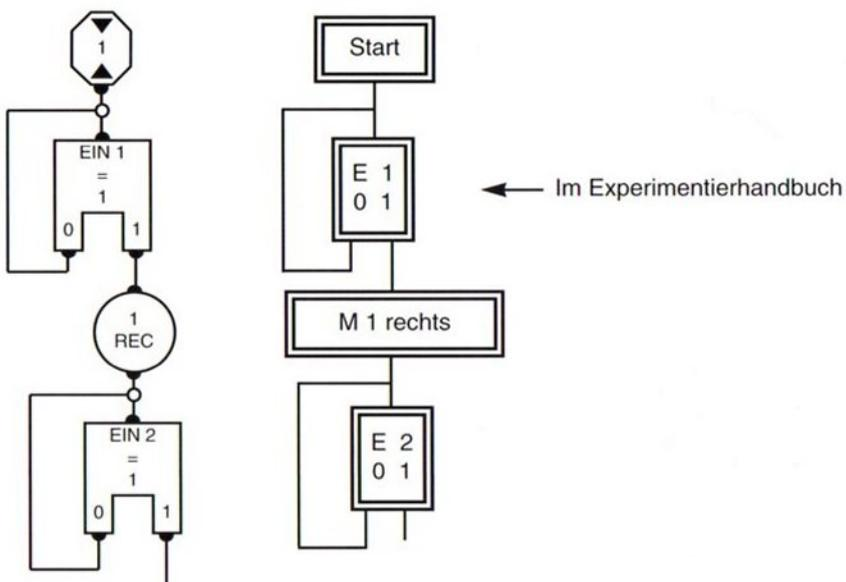 1
EIN 1
=
1
0 1
1
REC
EIN 2
=
1
0 1
Start
E 1
0 1
M 1 rechts
E 2
0 1
Im Experimentierhandbuch